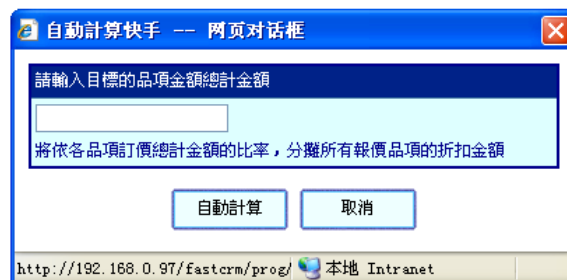 自動計算快手 -- 网页对话框
請輸入目標的品項金額總計金額
將依各品項訂價總計金額的比率，分攤所有報價品項的折扣金額
自動計算
取消
http://192.168.0.97/fastcrm/prog/ 本地 Intranet